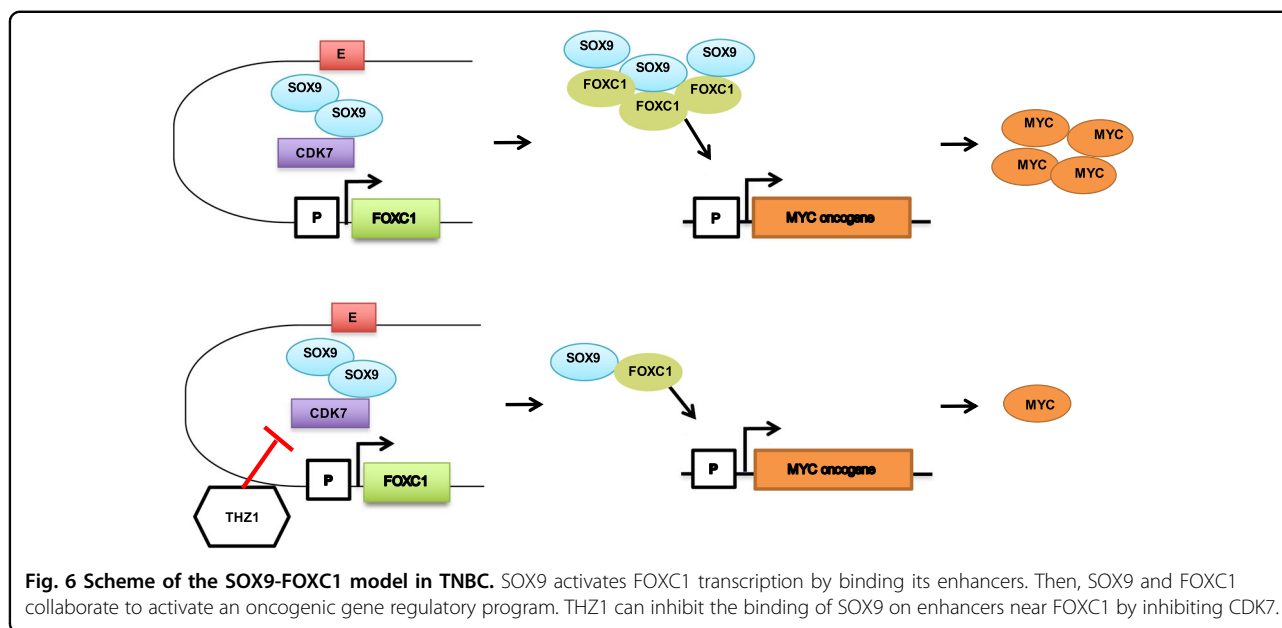 E
SOX9
SOX9
CDK7
P
FOXC1
SOX9
SOX9
SOX9
FOXC1
FOXC1
FOXC1
P
MYC oncogene
MYC
MYC
MYC
MYC
E
SOX9
SOX9
CDK7
P
FOXC1
THZ1
SOX9
FOXC1
P
MYC oncogene
MYC
Fig. 6 Scheme of the SOX9-FOXC1 model in TNBC. SOX9 activates FOXC1 transcription by binding its enhancers. Then, SOX9 and FOXC1
collaborate to activate an oncogenic gene regulatory program. THZ1 can inhibit the binding of SOX9 on enhancers near FOXC1 by inhibiting CDK7.